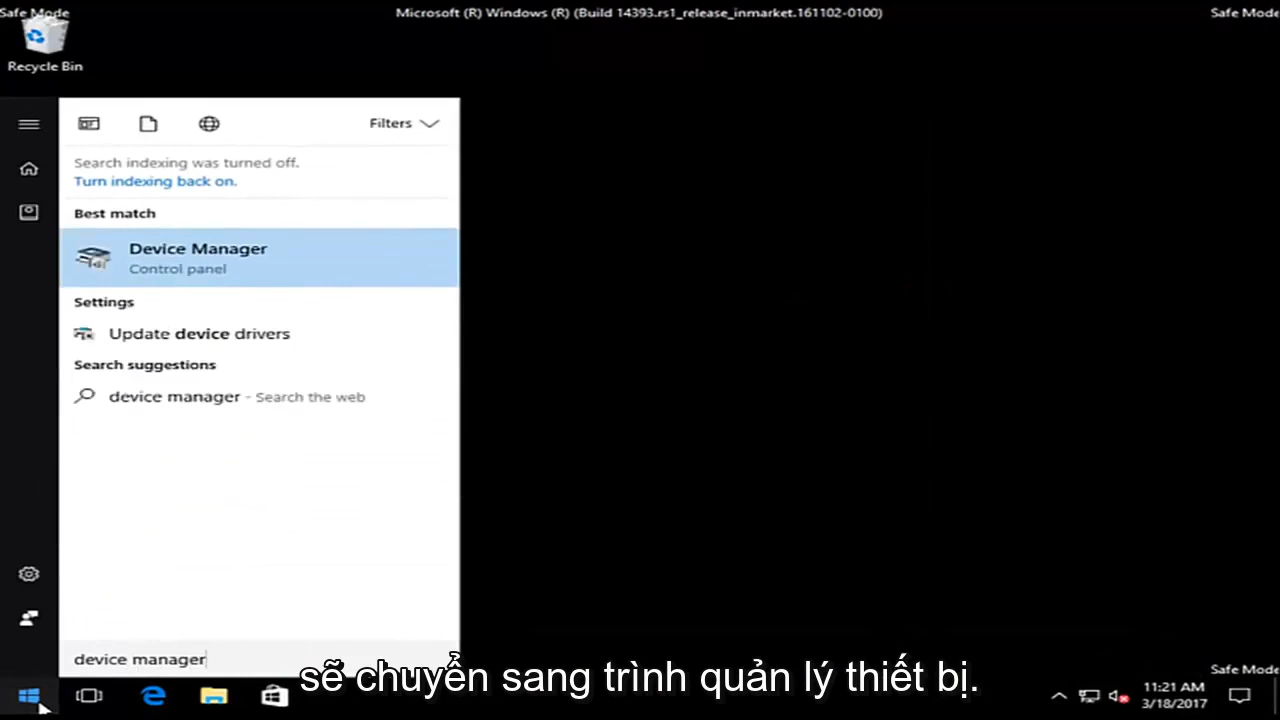 Safe Mode
Microsoft (R) Windows (R) (Build 14393.rs1_release_inmarket.161102-0100)
Safe Mode
Recycle Bin
Filters
Search indexing was turned off.
Turn indexing back on.
Best match
Device Manager
Control panel
Settings
Update device drivers
Search suggestions
device manager - Search the web
device manager
sẽ chuyển sang trình quản lý thiết bị.
Safe Mode
11:21 AM
3/18/2017